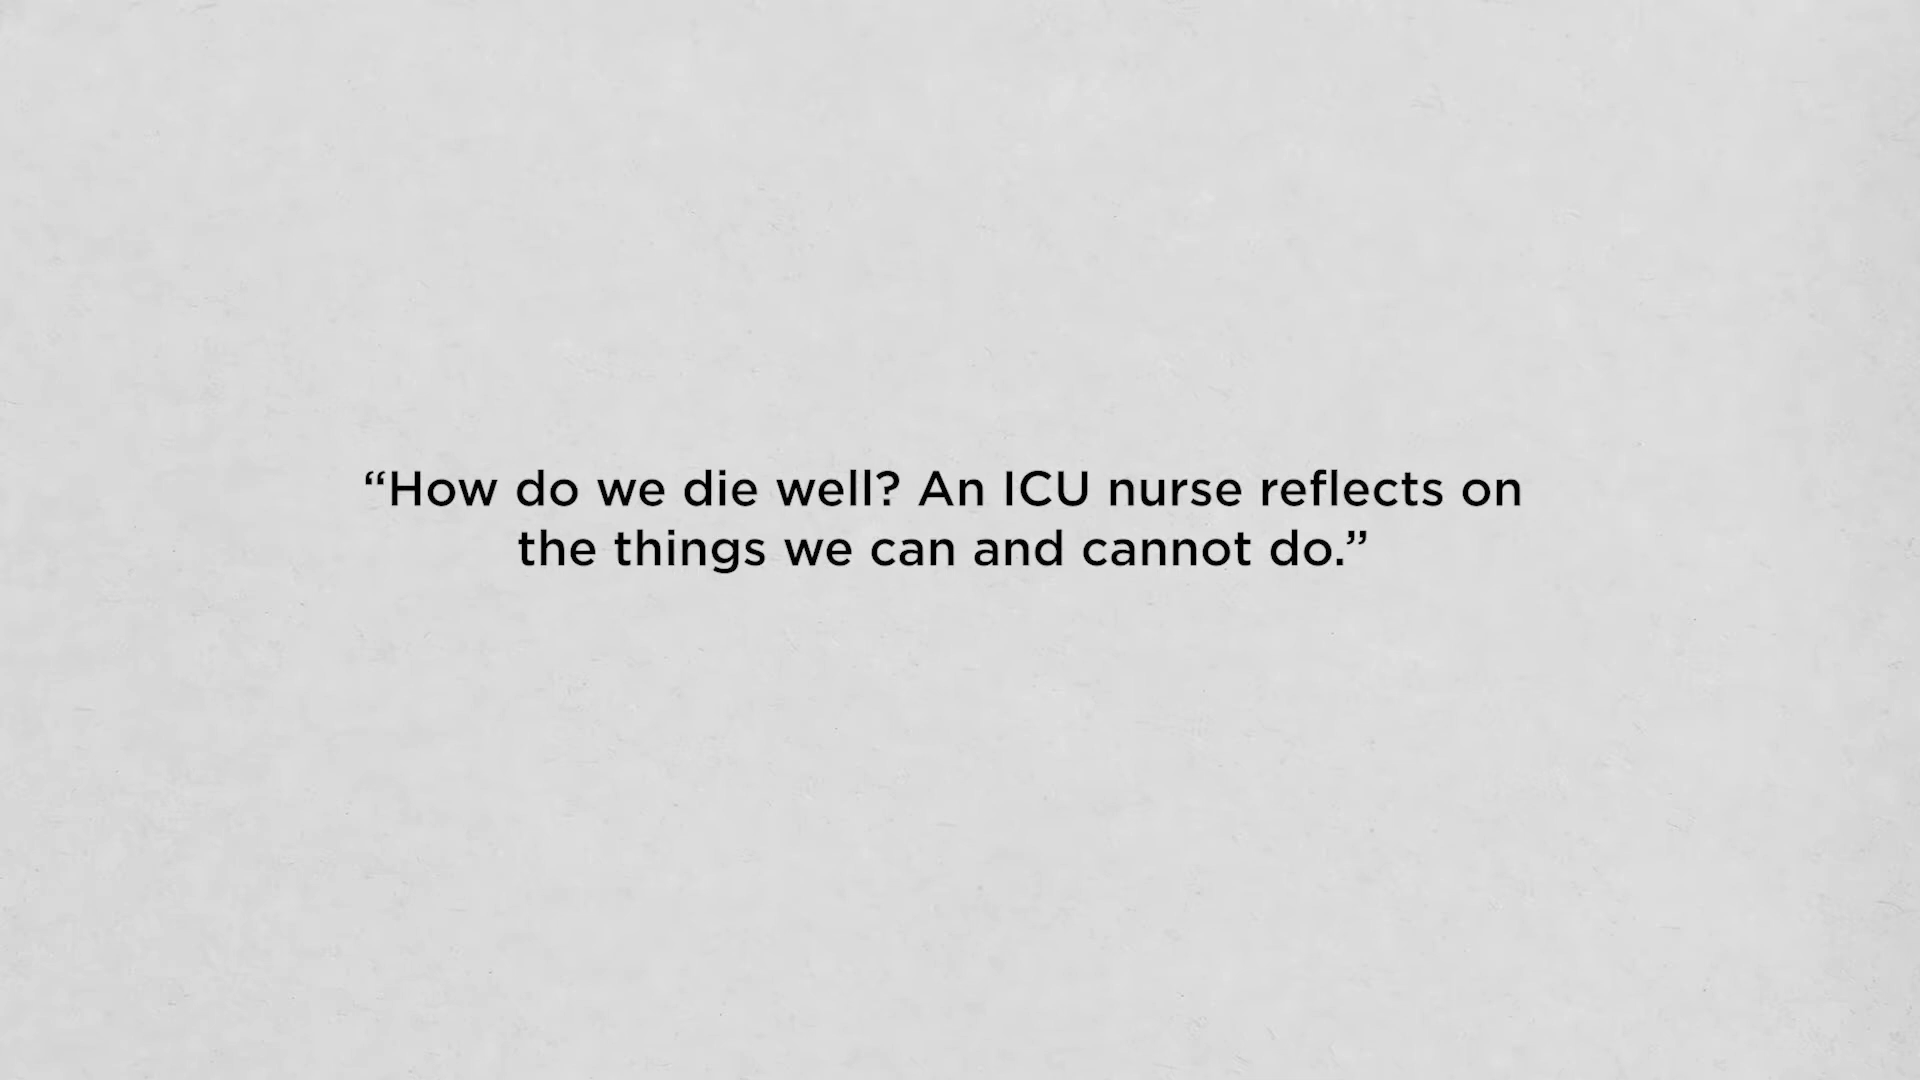 “How do we die well? An ICU nurse reflects on
the things we can and cannot do.”